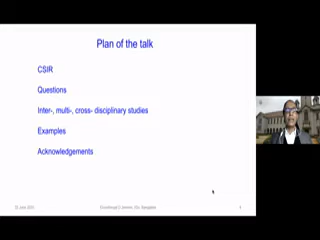 Plan of the talk
CSIR
Questions
Inter-, multi-, cross- disciplinary studies
Examples
Acknowledgements